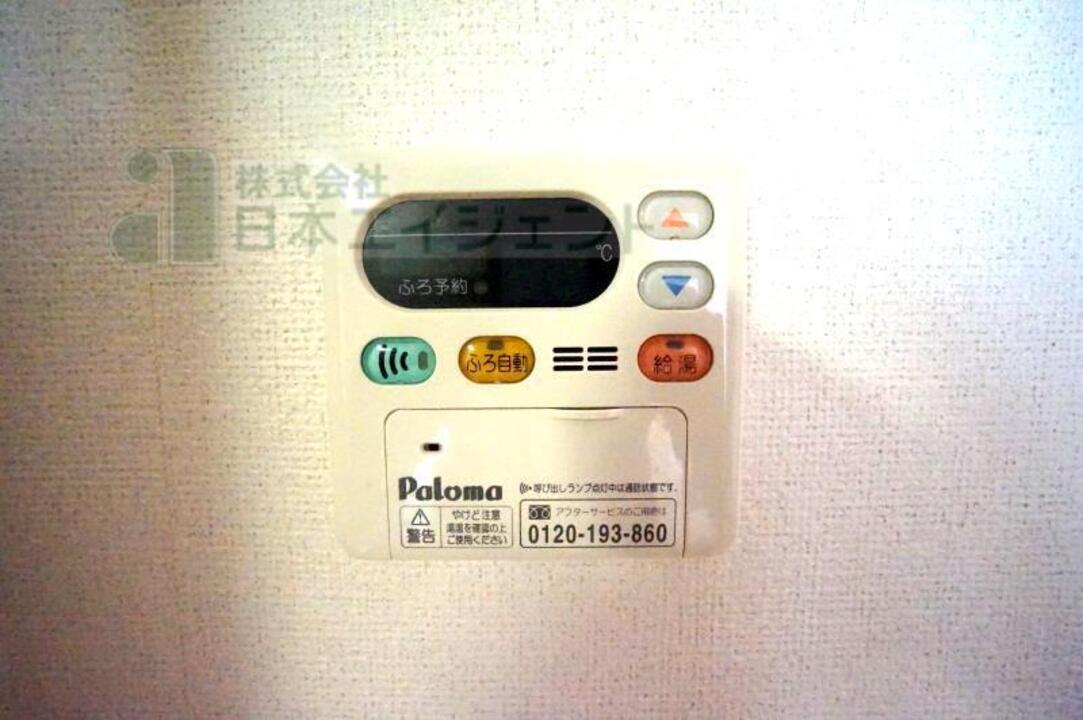 株式会社
日本エイジェント
℃
ふろ予約
ふろ自動
給湯
Paloma
呼び出しランプ点灯中は通話状態です。
警告
やけど注意
湯温を確認の上
ご使用ください
アフターサービスのご用命は
0120-193-860